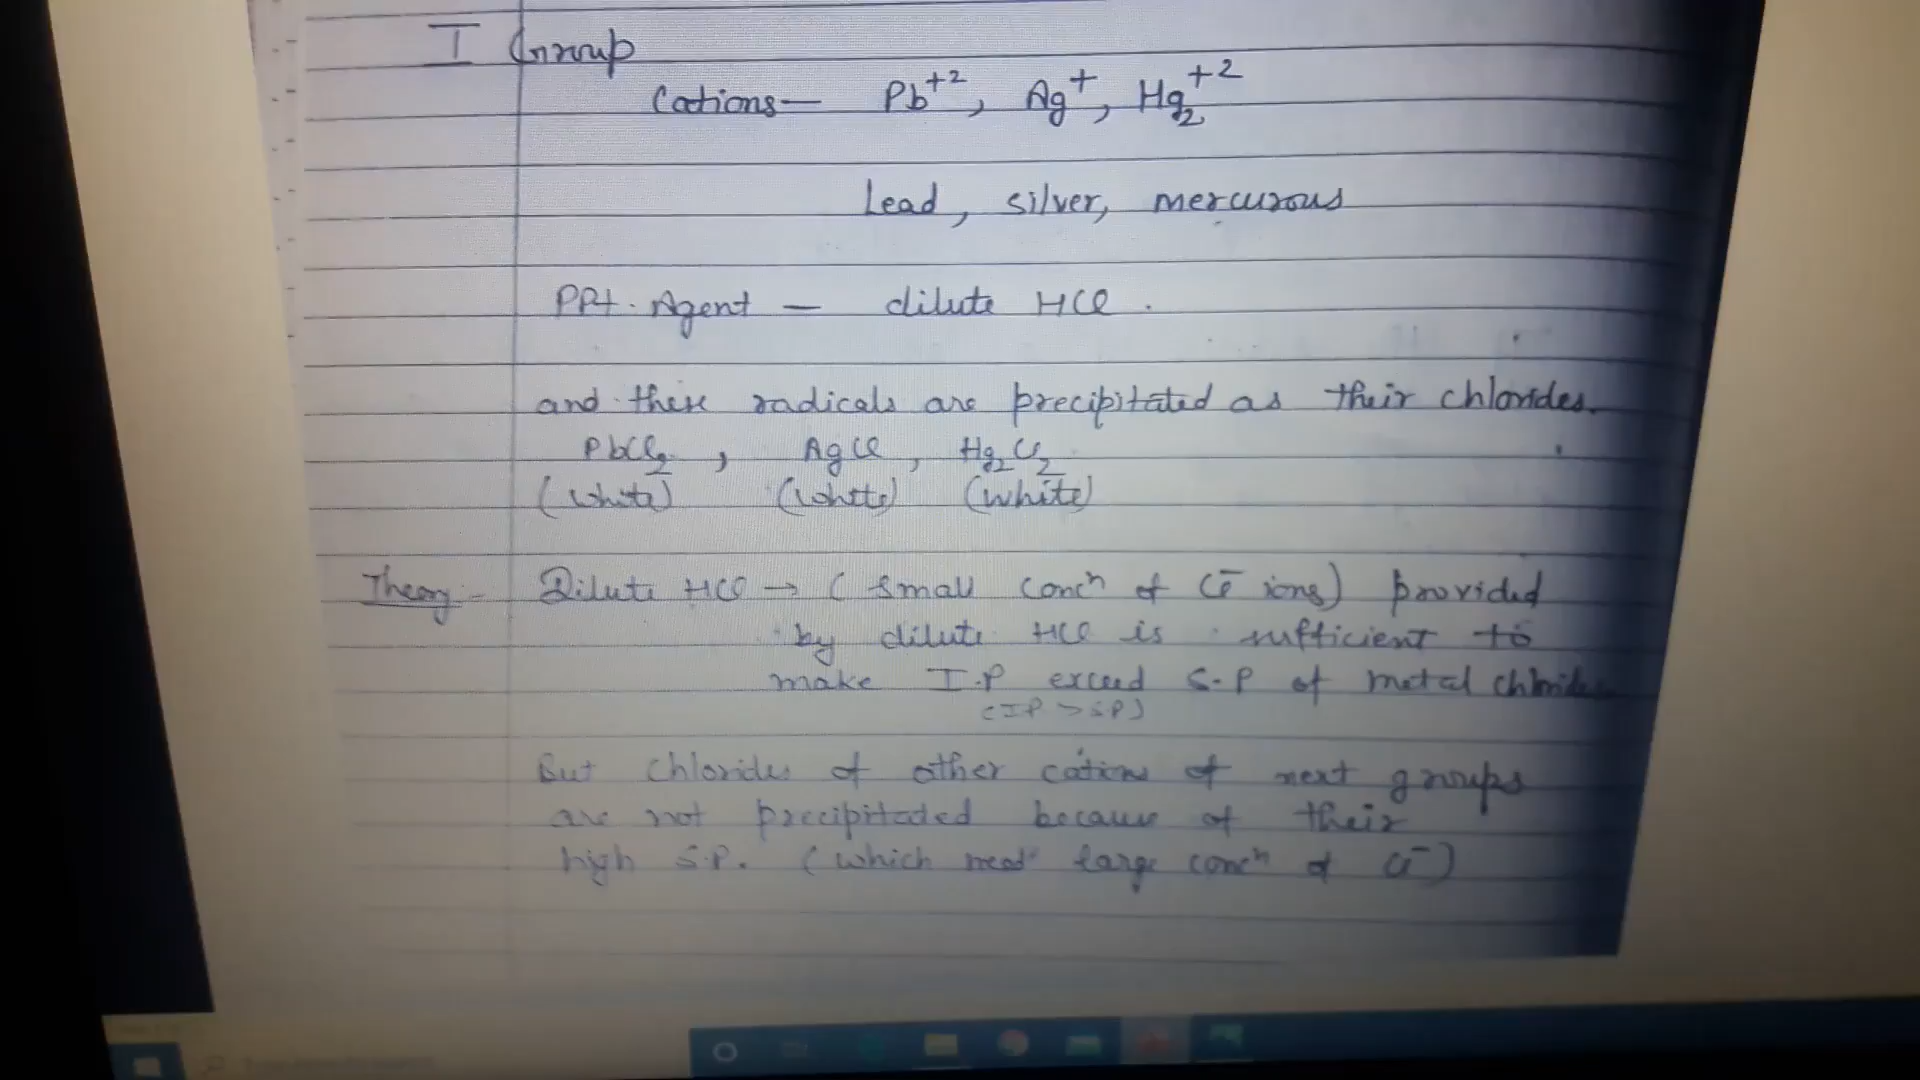 I Group
Cations— Pb⁺², Ag⁺, Hg₂⁺²
Lead, silver, mercurous
PPt. Agent — dilute HCl.
and these radicals are precipitated as their chlorides.
PbCl₂, AgCl, Hg₂Cl₂
(white) (white) (white)
Theory - Dilute HCl → (small concⁿ of Cl⁻ ions) provided
by dilute HCl is sufficient to
make I.P exceed S.P of metal chlorides
(IP > SP)
But chlorides of other cations of next groups
are not precipitated because of their
high S.P. (which need large concⁿ of Cl⁻)